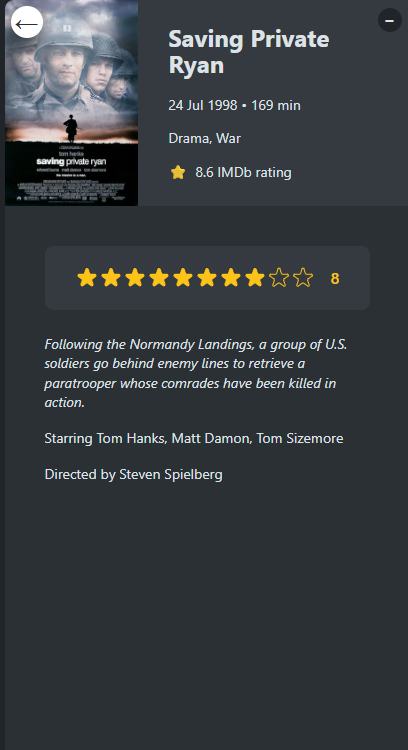 Saving Private
Ryan
24 Jul 1998 • 169 min
Drama, War
8.6 IMDb rating
tom hanks
saving private ryan
8
Following the Normandy Landings, a group of U.S.
soldiers go behind enemy lines to retrieve a
paratrooper whose comrades have been killed in
action.
Starring Tom Hanks, Matt Damon, Tom Sizemore
Directed by Steven Spielberg